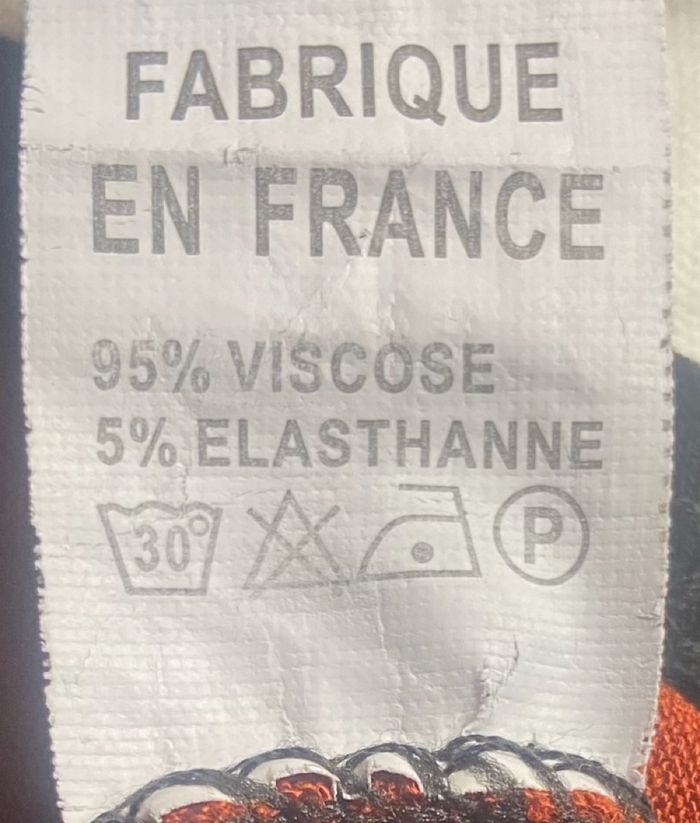 FABRIQUE
EN FRANCE
95% VISCOSE
5% ELASTHANNE
30° P